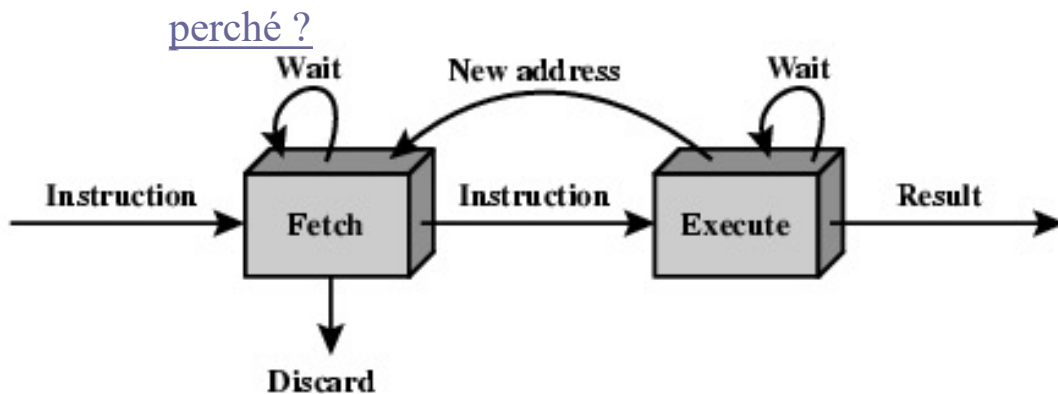 perché ?
Wait
New address
Wait
Instruction
Fetch
Instruction
Execute
Result
Discard